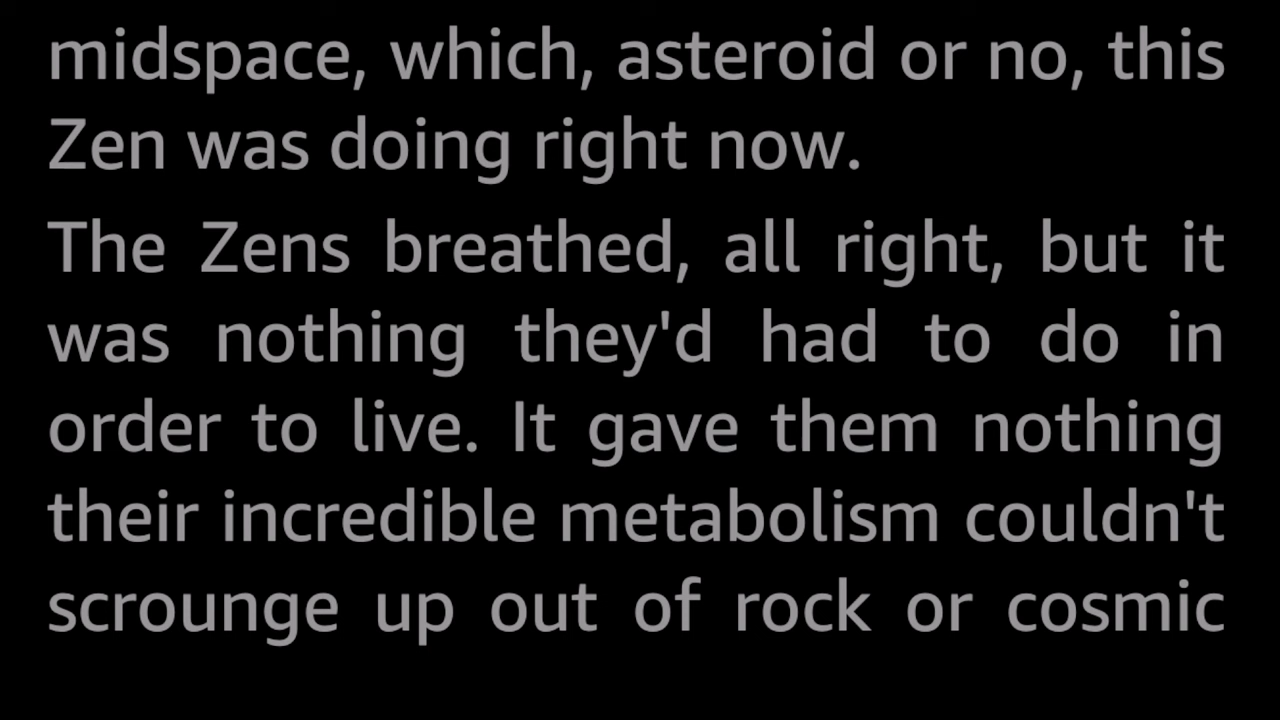 midspace, which, asteroid or no, this
Zen was doing right now.
The Zens breathed, all right, but it
was nothing they'd had to do in
order to live. It gave them nothing
their incredible metabolism couldn't
scrounge up out of rock or cosmic